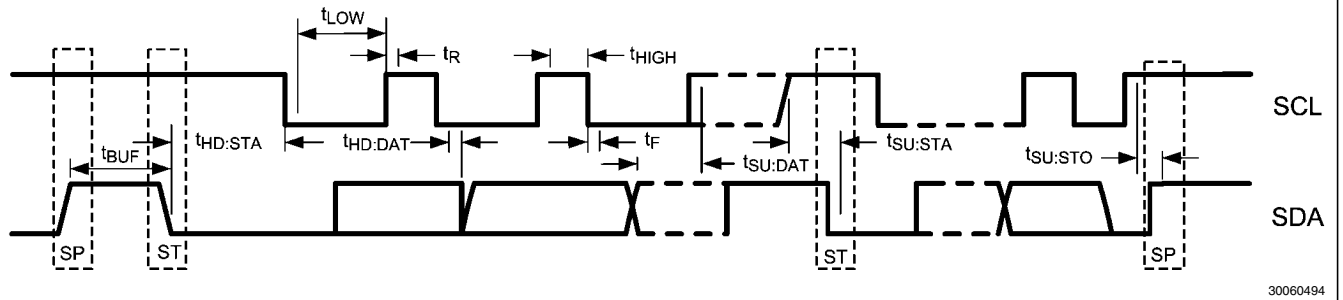 tLOW
tR
tHIGH
SCL
tHD:STA
tHD:DAT
tF
tSU:STA
tBUF
tSU:DAT
tSU:STO
SDA
SP
ST
ST
SP
30060494